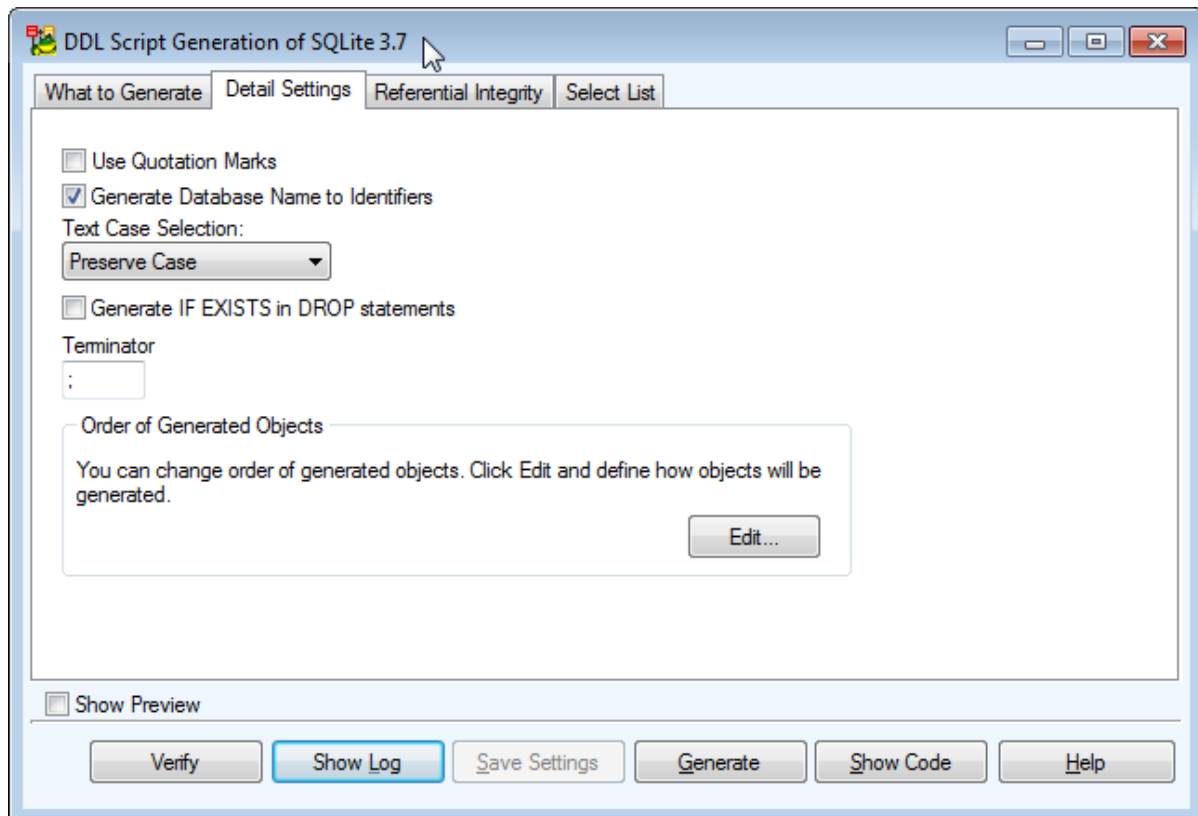 DDL Script Generation of SQLite 3.7
What to Generate Detail Settings Referential Integrity Select List
Use Quotation Marks
Generate Database Name to Identifiers
Text Case Selection:
Preserve Case
Generate IF EXISTS in DROP statements
Terminator
;
Order of Generated Objects
You can change order of generated objects. Click Edit and define how objects will be
generated.
Edit...
Show Preview
Verify Show Log Save Settings Generate Show Code Help